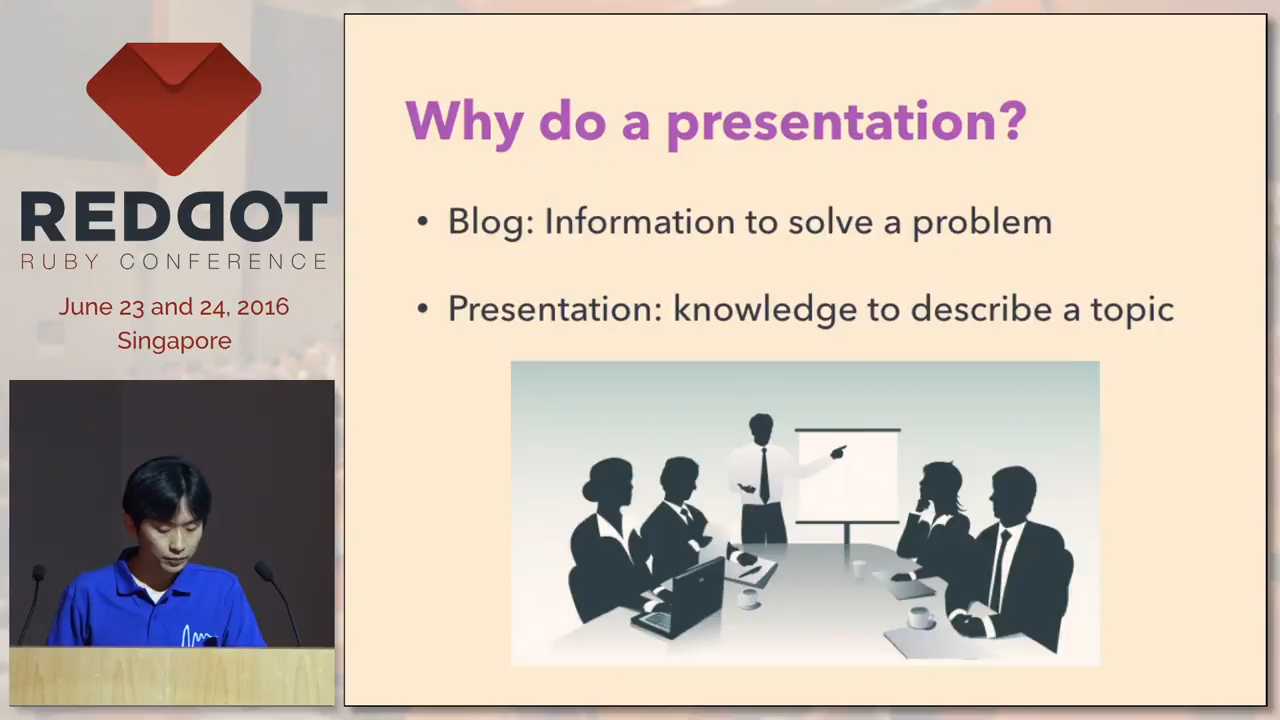 REDDOT
RUBY CONFERENCE
June 23 and 24, 2016
Singapore
Why do a presentation?
• Blog: Information to solve a problem
• Presentation: knowledge to describe a topic